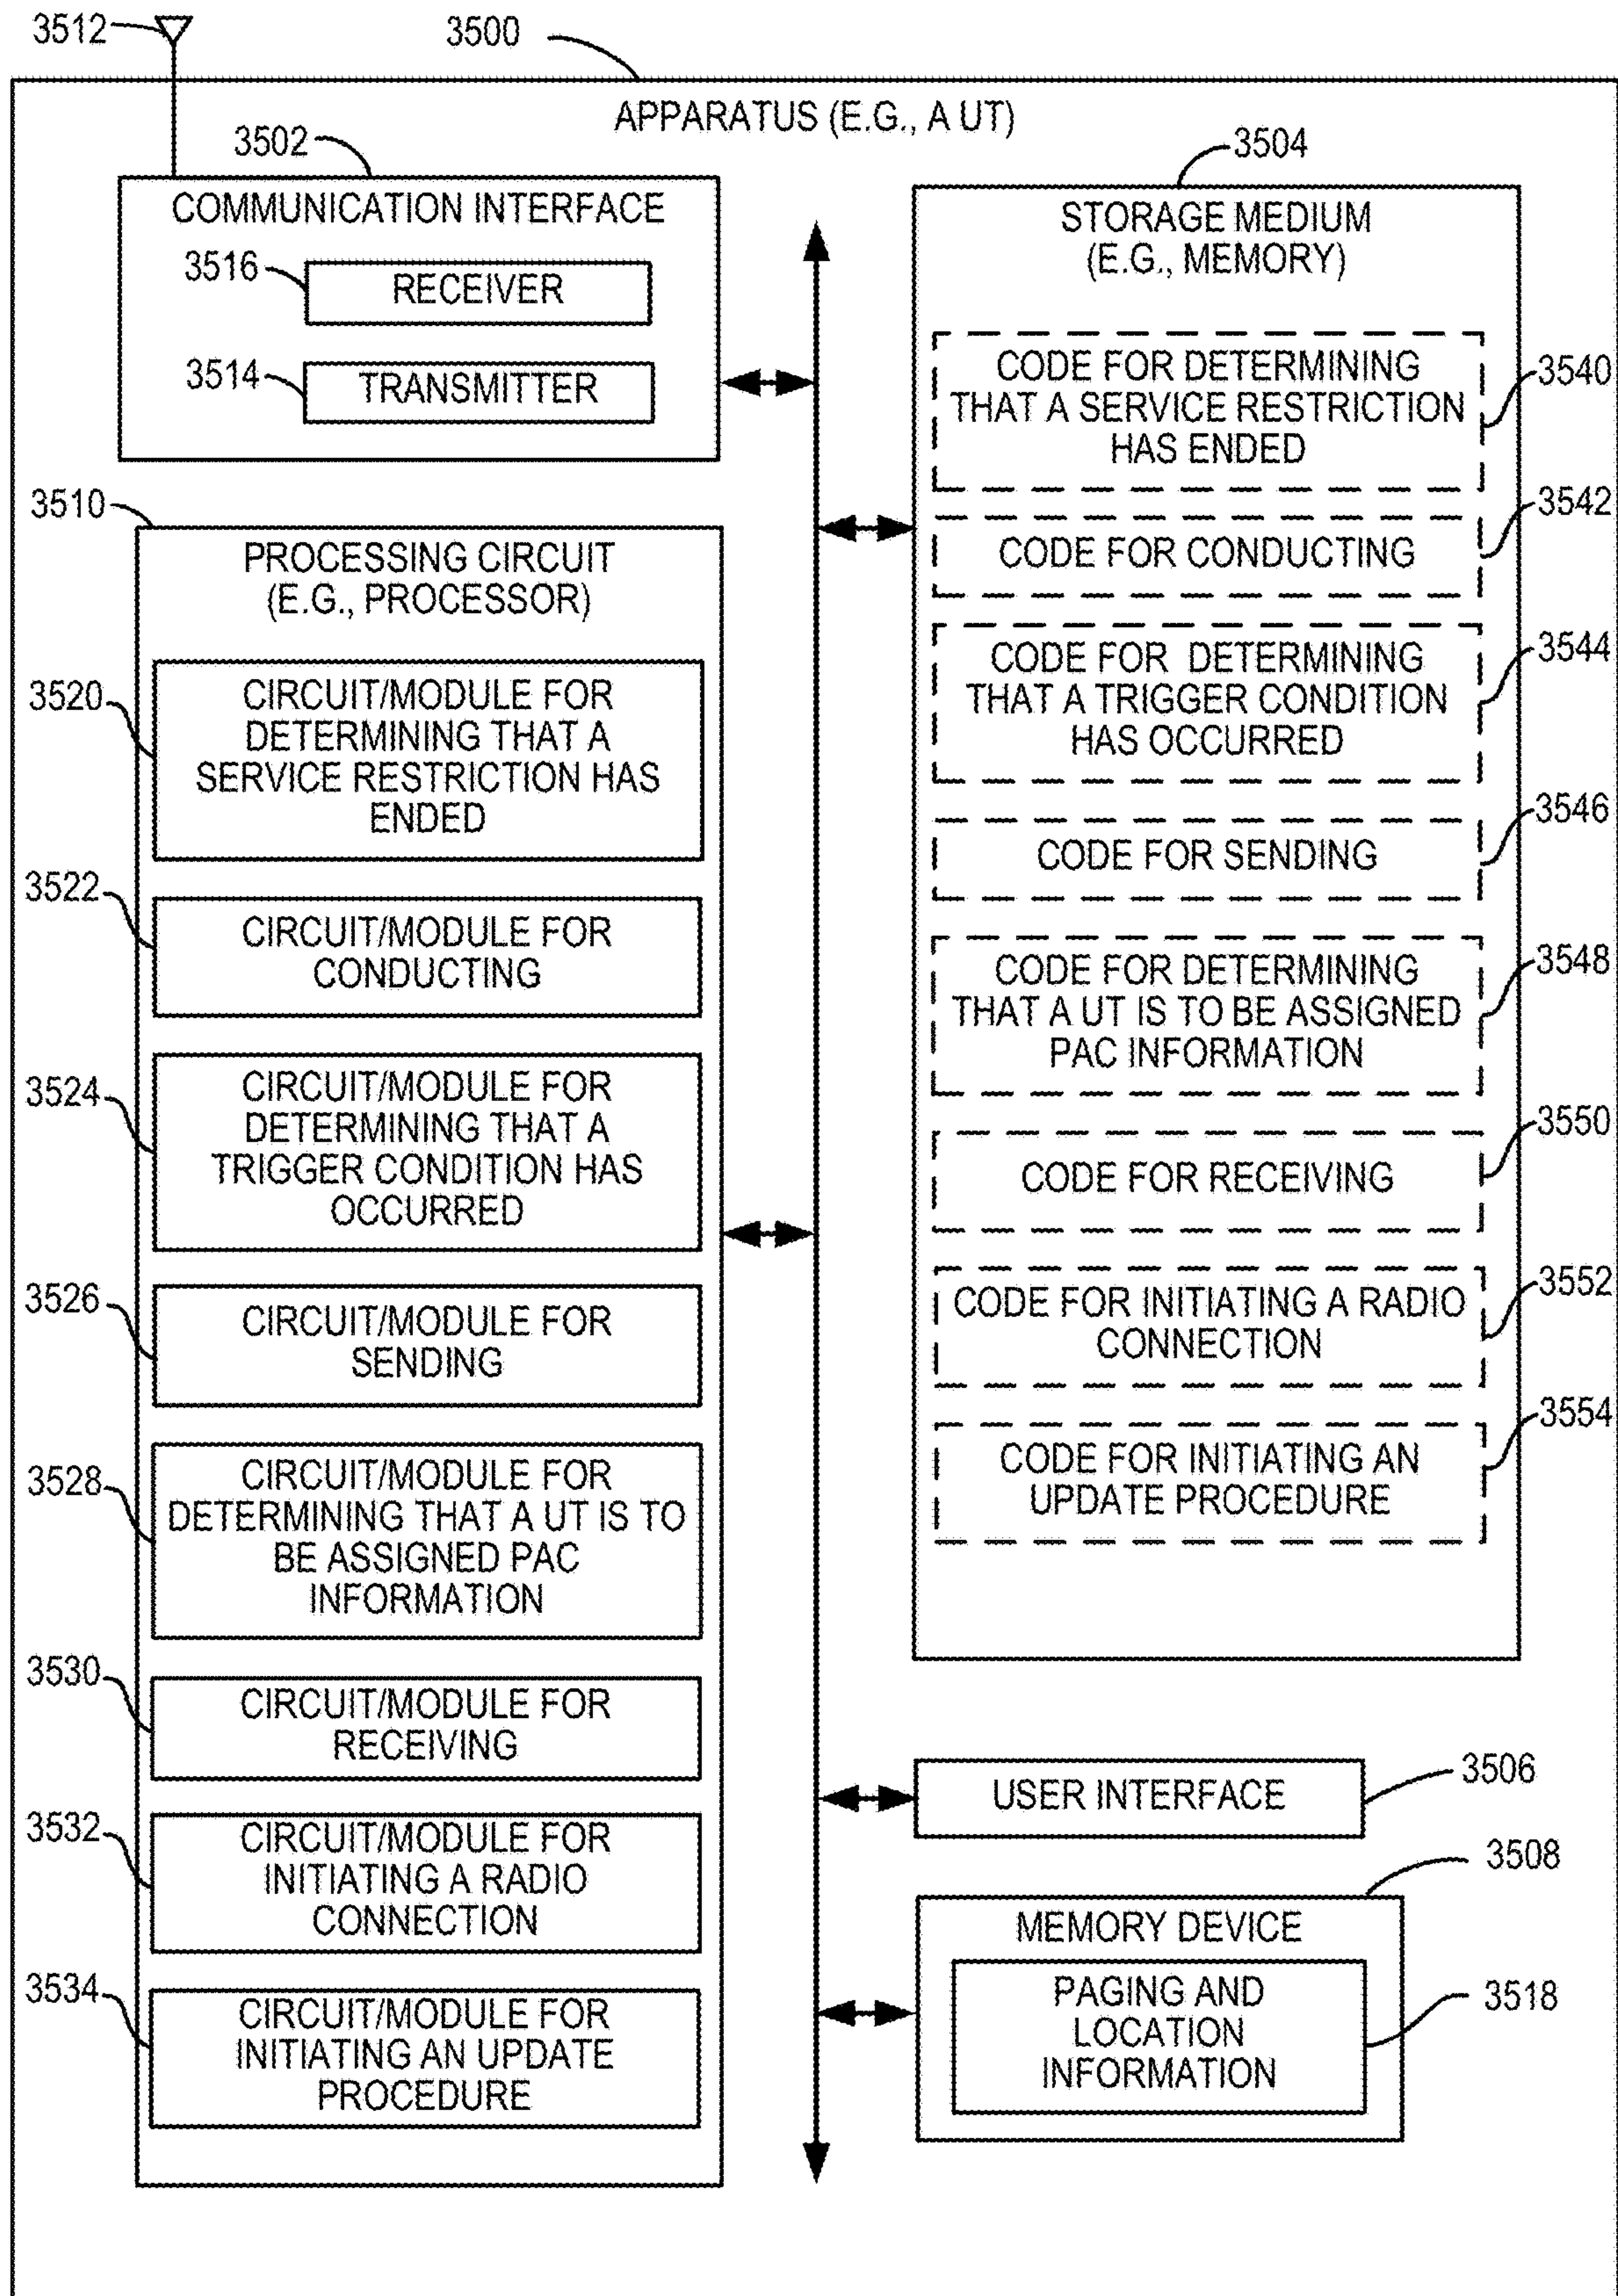 3512
3500
APPARATUS (E.G., A UT)
3502
COMMUNICATION INTERFACE
3516
RECEIVER
3514
TRANSMITTER
3510
PROCESSING CIRCUIT
(E.G., PROCESSOR)
3520
CIRCUIT/MODULE FOR
DETERMINING THAT A
SERVICE RESTRICTION HAS
ENDED
3522
CIRCUIT/MODULE FOR
CONDUCTING
3524
CIRCUIT/MODULE FOR
DETERMINING THAT A
TRIGGER CONDITION HAS
OCCURRED
3526
CIRCUIT/MODULE FOR
SENDING
3528
CIRCUIT/MODULE FOR
DETERMINING THAT A UT IS TO
BE ASSIGNED PAC
INFORMATION
3530
CIRCUIT/MODULE FOR
RECEIVING
3532
CIRCUIT/MODULE FOR
INITIATING A RADIO
CONNECTION
3534
CIRCUIT/MODULE FOR
INITIATING AN UPDATE
PROCEDURE
3504
STORAGE MEDIUM
(E.G., MEMORY)
CODE FOR DETERMINING
THAT A SERVICE RESTRICTION
HAS ENDED
3540
CODE FOR CONDUCTING
3542
CODE FOR DETERMINING
THAT A TRIGGER CONDITION
HAS OCCURRED
3544
CODE FOR SENDING
3546
CODE FOR DETERMINING
THAT A UT IS TO BE ASSIGNED
PAC INFORMATION
3548
CODE FOR RECEIVING
3550
CODE FOR INITIATING A RADIO
CONNECTION
3552
CODE FOR INITIATING AN
UPDATE PROCEDURE
3554
USER INTERFACE
3506
3508
MEMORY DEVICE
PAGING AND
LOCATION
INFORMATION
3518